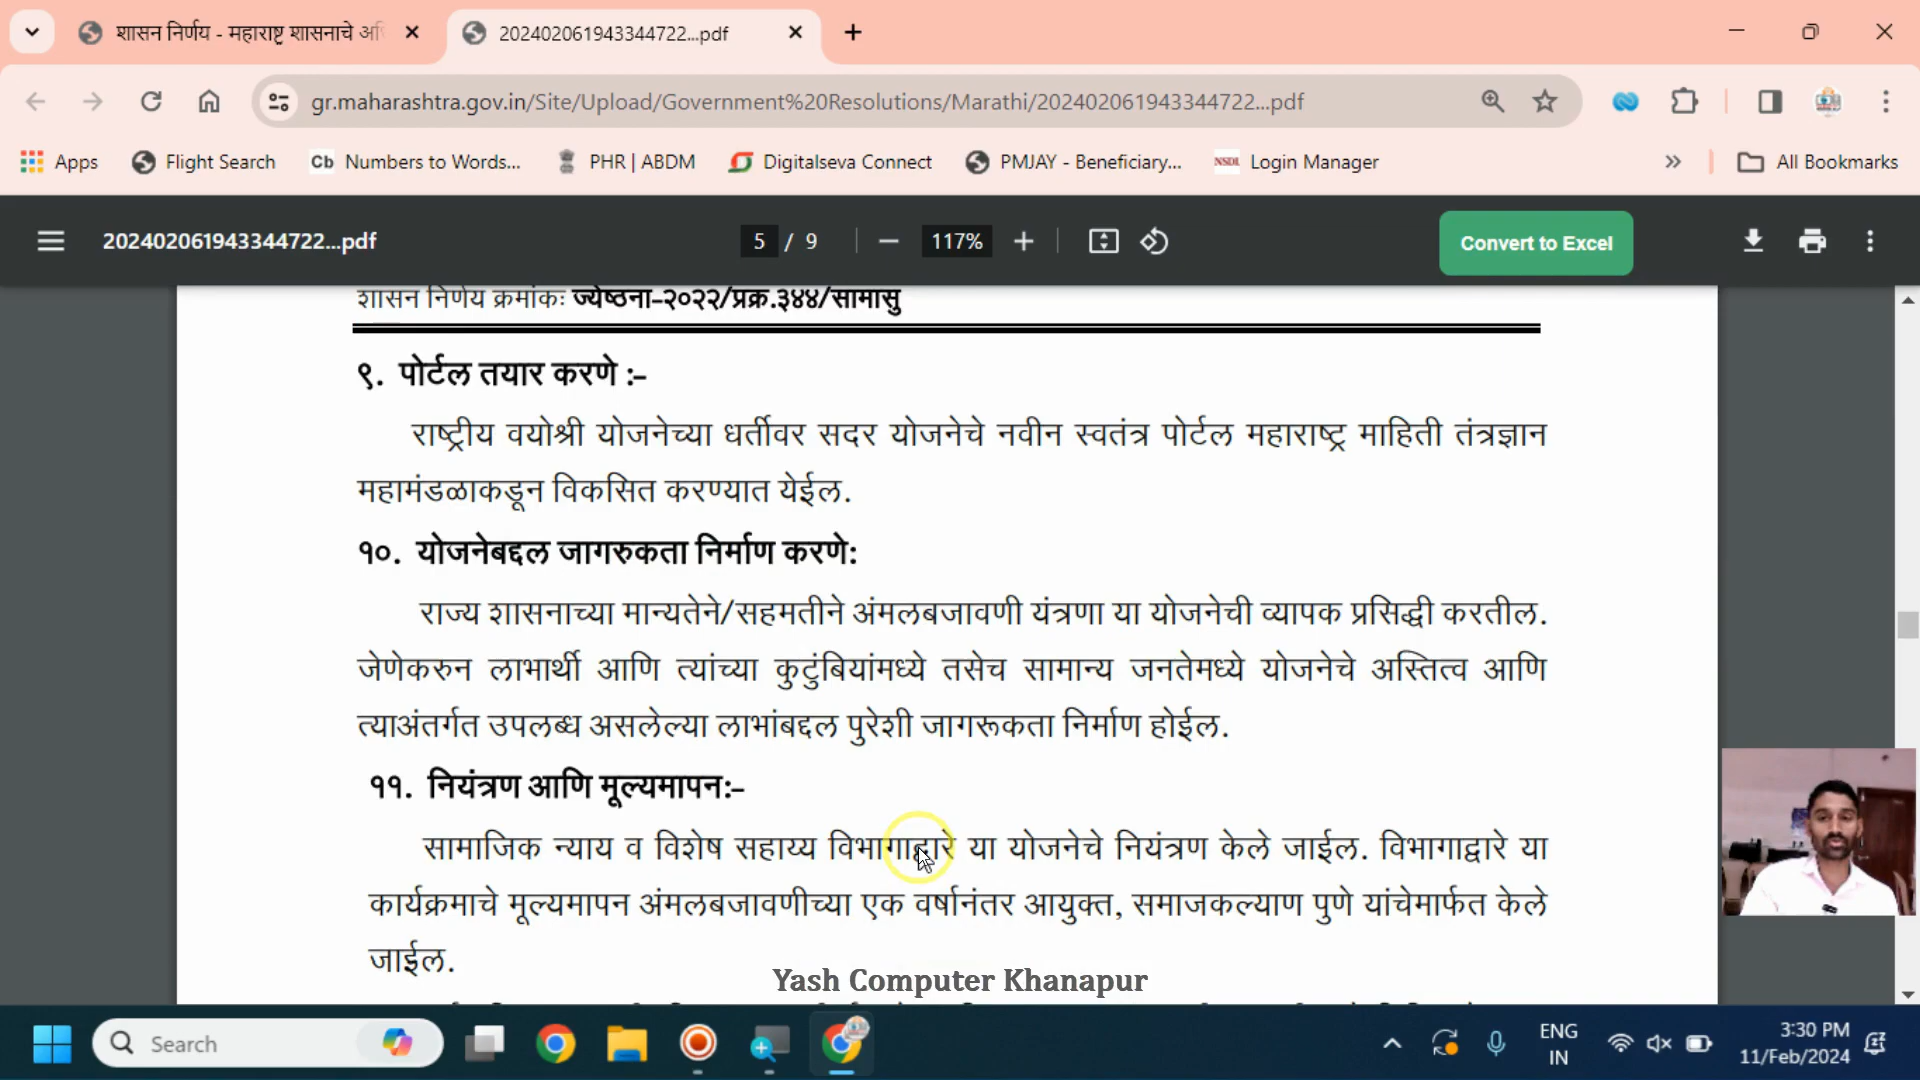 शासन निर्णय - महाराष्ट्र शासनाचे
202402061943344722...pdf
gr.maharashtra.gov.in/Site/Upload/Government%20Resolutions/Marathi/202402061943344722...pdf
Apps
Flight Search
Cb Numbers to Words...
PHR | ABDM
Digitalseva Connect
PMJAY - Beneficiary...
NSDL Login Manager
»
All Bookmarks
202402061943344722...pdf
5 / 9
117%
Convert to Excel
शासन निर्णय क्रमांकः ज्येष्ठना-२०२२/प्रक्र.३४४/सामासु
९. पोर्टल तयार करणे :-
राष्ट्रीय वयोश्री योजनेच्या धर्तीवर सदर योजनेचे नवीन स्वतंत्र पोर्टल महाराष्ट्र माहिती तंत्रज्ञान
महामंडळाकडून विकसित करण्यात येईल.
१०. योजनेबद्दल जागरुकता निर्माण करणे:
राज्य शासनाच्या मान्यतेने/सहमतीने अंमलबजावणी यंत्रणा या योजनेची व्यापक प्रसिद्धी करतील.
जेणेकरुन लाभार्थी आणि त्यांच्या कुटुंबियांमध्ये तसेच सामान्य जनतेमध्ये योजनेचे अस्तित्व आणि
त्याअंतर्गत उपलब्ध असलेल्या लाभांबद्दल पुरेशी जागरूकता निर्माण होईल.
११. नियंत्रण आणि मूल्यमापन:-
सामाजिक न्याय व विशेष सहाय्य विभागाद्वारे या योजनेचे नियंत्रण केले जाईल. विभागाद्वारे या
कार्यक्रमाचे मूल्यमापन अंमलबजावणीच्या एक वर्षानंतर आयुक्त, समाजकल्याण पुणे यांचेमार्फत केले
जाईल.
Yash Computer Khanapur
Search
ENG
IN
3:30 PM
11/Feb/2024